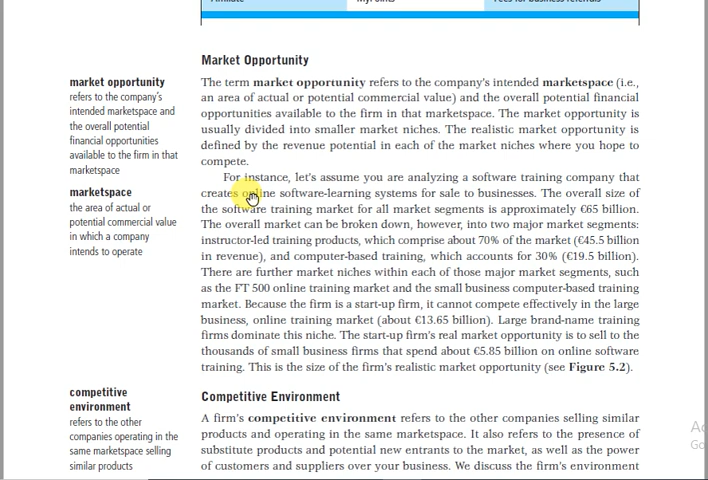 Affiliate
MyPoints
Fees for business referrals
Market Opportunity
market opportunity
refers to the company's
intended marketspace and
the overall potential
financial opportunities
available to the firm in that
marketspace
marketspace
the area of actual or
potential commercial value
in which a company
intends to operate
The term market opportunity refers to the company's intended marketspace (i.e.,
an area of actual or potential commercial value) and the overall potential financial
opportunities available to the firm in that marketspace. The market opportunity is
usually divided into smaller market niches. The realistic market opportunity is
defined by the revenue potential in each of the market niches where you hope to
compete.
For instance, let's assume you are analyzing a software training company that
creates online software-learning systems for sale to businesses. The overall size of
the software training market for all market segments is approximately €65 billion.
The overall market can be broken down, however, into two major market segments:
instructor-led training products, which comprise about 70% of the market (€45.5 billion
in revenue), and computer-based training, which accounts for 30% (€19.5 billion).
There are further market niches within each of those major market segments, such
as the FT 500 online training market and the small business computer-based training
market. Because the firm is a start-up firm, it cannot compete effectively in the large
business, online training market (about €13.65 billion). Large brand-name training
firms dominate this niche. The start-up firm's real market opportunity is to sell to the
thousands of small business firms that spend about €5.85 billion on online software
training. This is the size of the firm's realistic market opportunity (see Figure 5.2).
competitive
environment
refers to the other
companies operating in the
same marketspace selling
similar products
Competitive Environment
A firm's competitive environment refers to the other companies selling similar
products and operating in the same marketspace. It also refers to the presence of
substitute products and potential new entrants to the market, as well as the power
of customers and suppliers over your business. We discuss the firm's environment